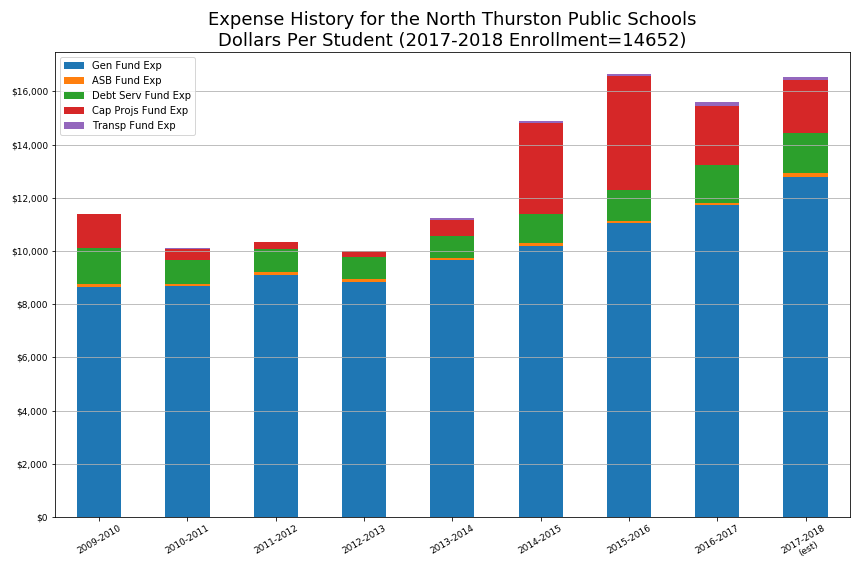 Expense History for the North Thurston Public Schools
Dollars Per Student (2017-2018 Enrollment=14652)
Gen Fund Exp
ASB Fund Exp
Debt Serv Fund Exp
Cap Projs Fund Exp
Transp Fund Exp
$16,000
$14,000
$12,000
$10,000
$8,000
$6,000
$4,000
$2,000
$0
2009-2010
2010-2011
2011-2012
2012-2013
2013-2014
2014-2015
2015-2016
2016-2017
2017-2018
(est)